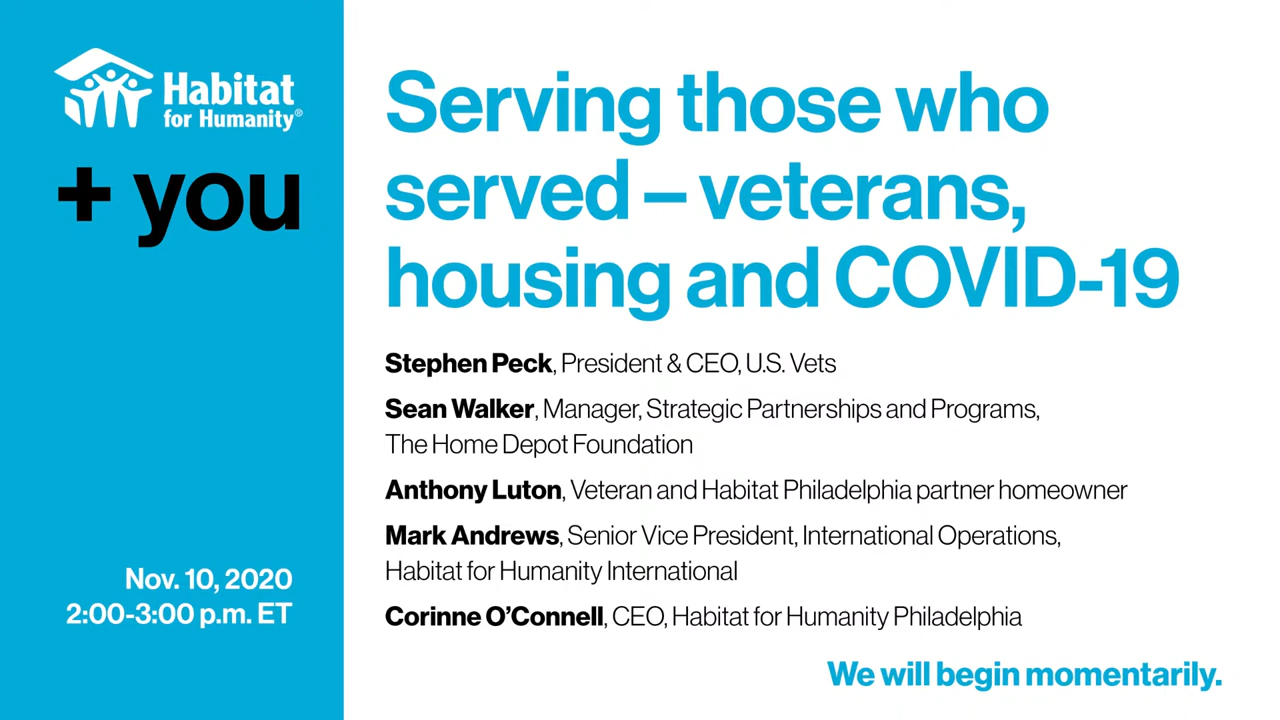 Habitat
for Humanity®
+ you
Nov. 10, 2020
2:00-3:00 p.m. ET
Serving those who
served – veterans,
housing and COVID-19
Stephen Peck, President & CEO, U.S. Vets
Sean Walker, Manager, Strategic Partnerships and Programs,
The Home Depot Foundation
Anthony Luton, Veteran and Habitat Philadelphia partner homeowner
Mark Andrews, Senior Vice President, International Operations,
Habitat for Humanity International
Corinne O’Connell, CEO, Habitat for Humanity Philadelphia
We will begin momentarily.